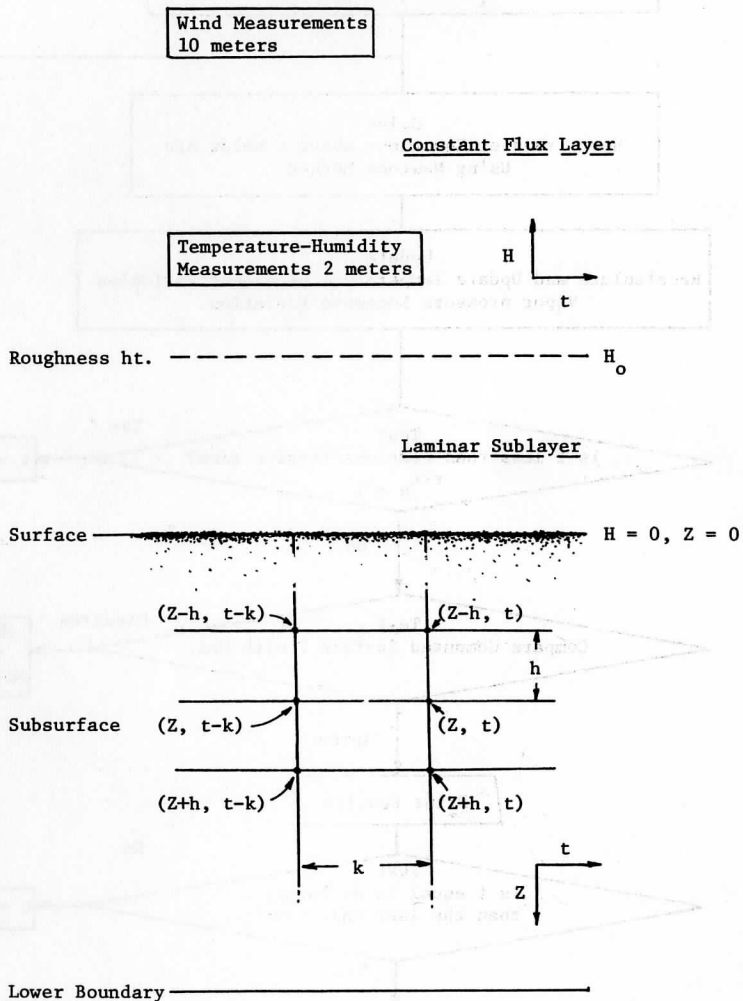 Wind Measurements
10 meters
Constant Flux Layer
Temperature-Humidity
Measurements 2 meters
H
t
Roughness ht.
H_o
Laminar Sublayer
Surface
H = 0, Z = 0
(Z-h, t-k)
(Z-h, t)
h
Subsurface
(Z, t-k)
(Z, t)
(Z+h, t-k)
(Z+h, t)
k
t
Z
Lower Boundary